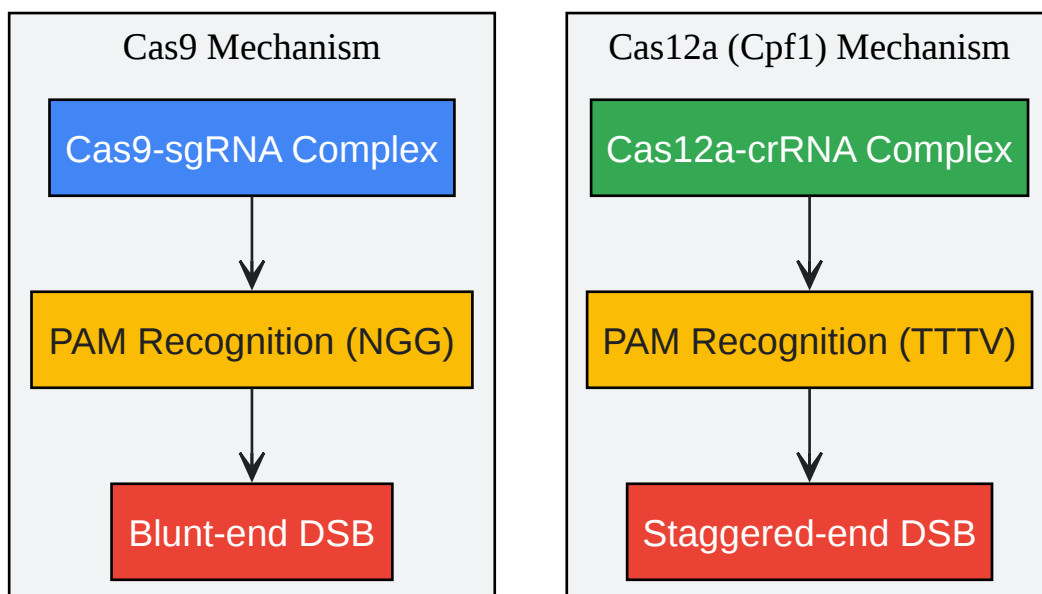 Cas9 Mechanism
Cas9-sgRNA Complex
PAM Recognition (NGG)
Blunt-end DSB
Cas12a (Cpf1) Mechanism
Cas12a-crRNA Complex
PAM Recognition (TTTV)
Staggered-end DSB